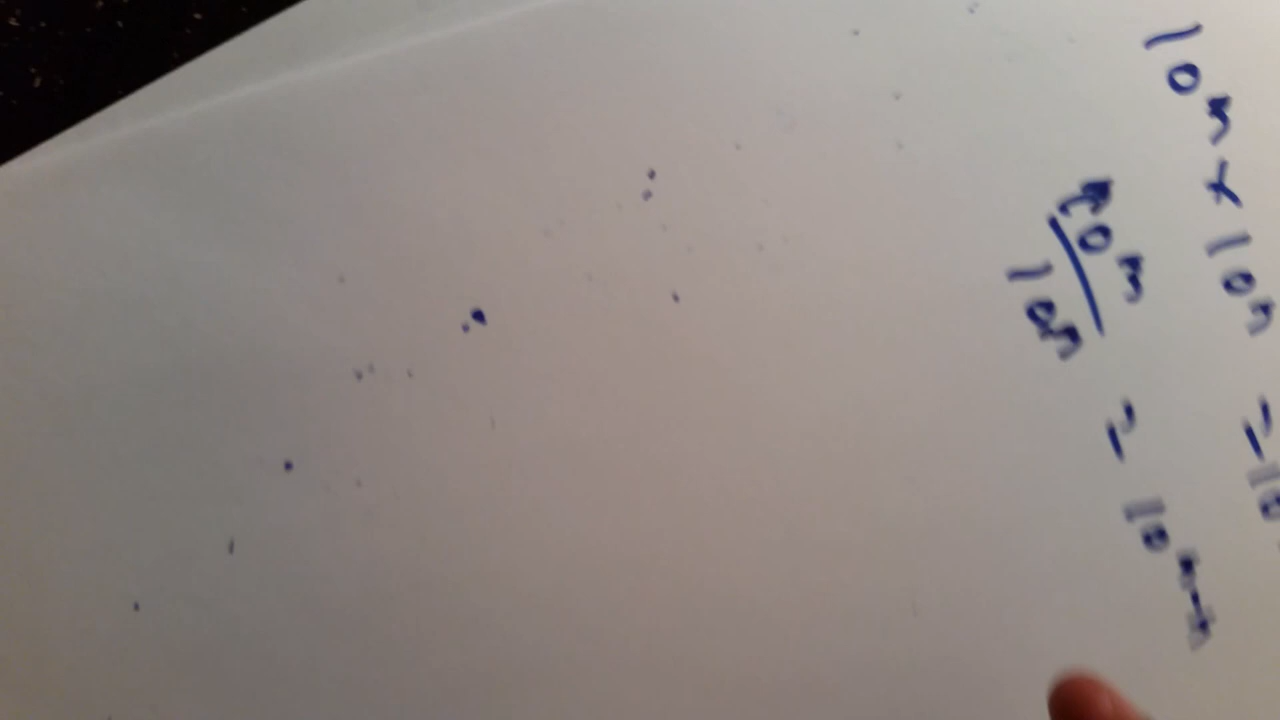 10ᵐ × 10ⁿ = 10
10ᵐ
10ⁿ = 10ᵐ⁻ⁿ